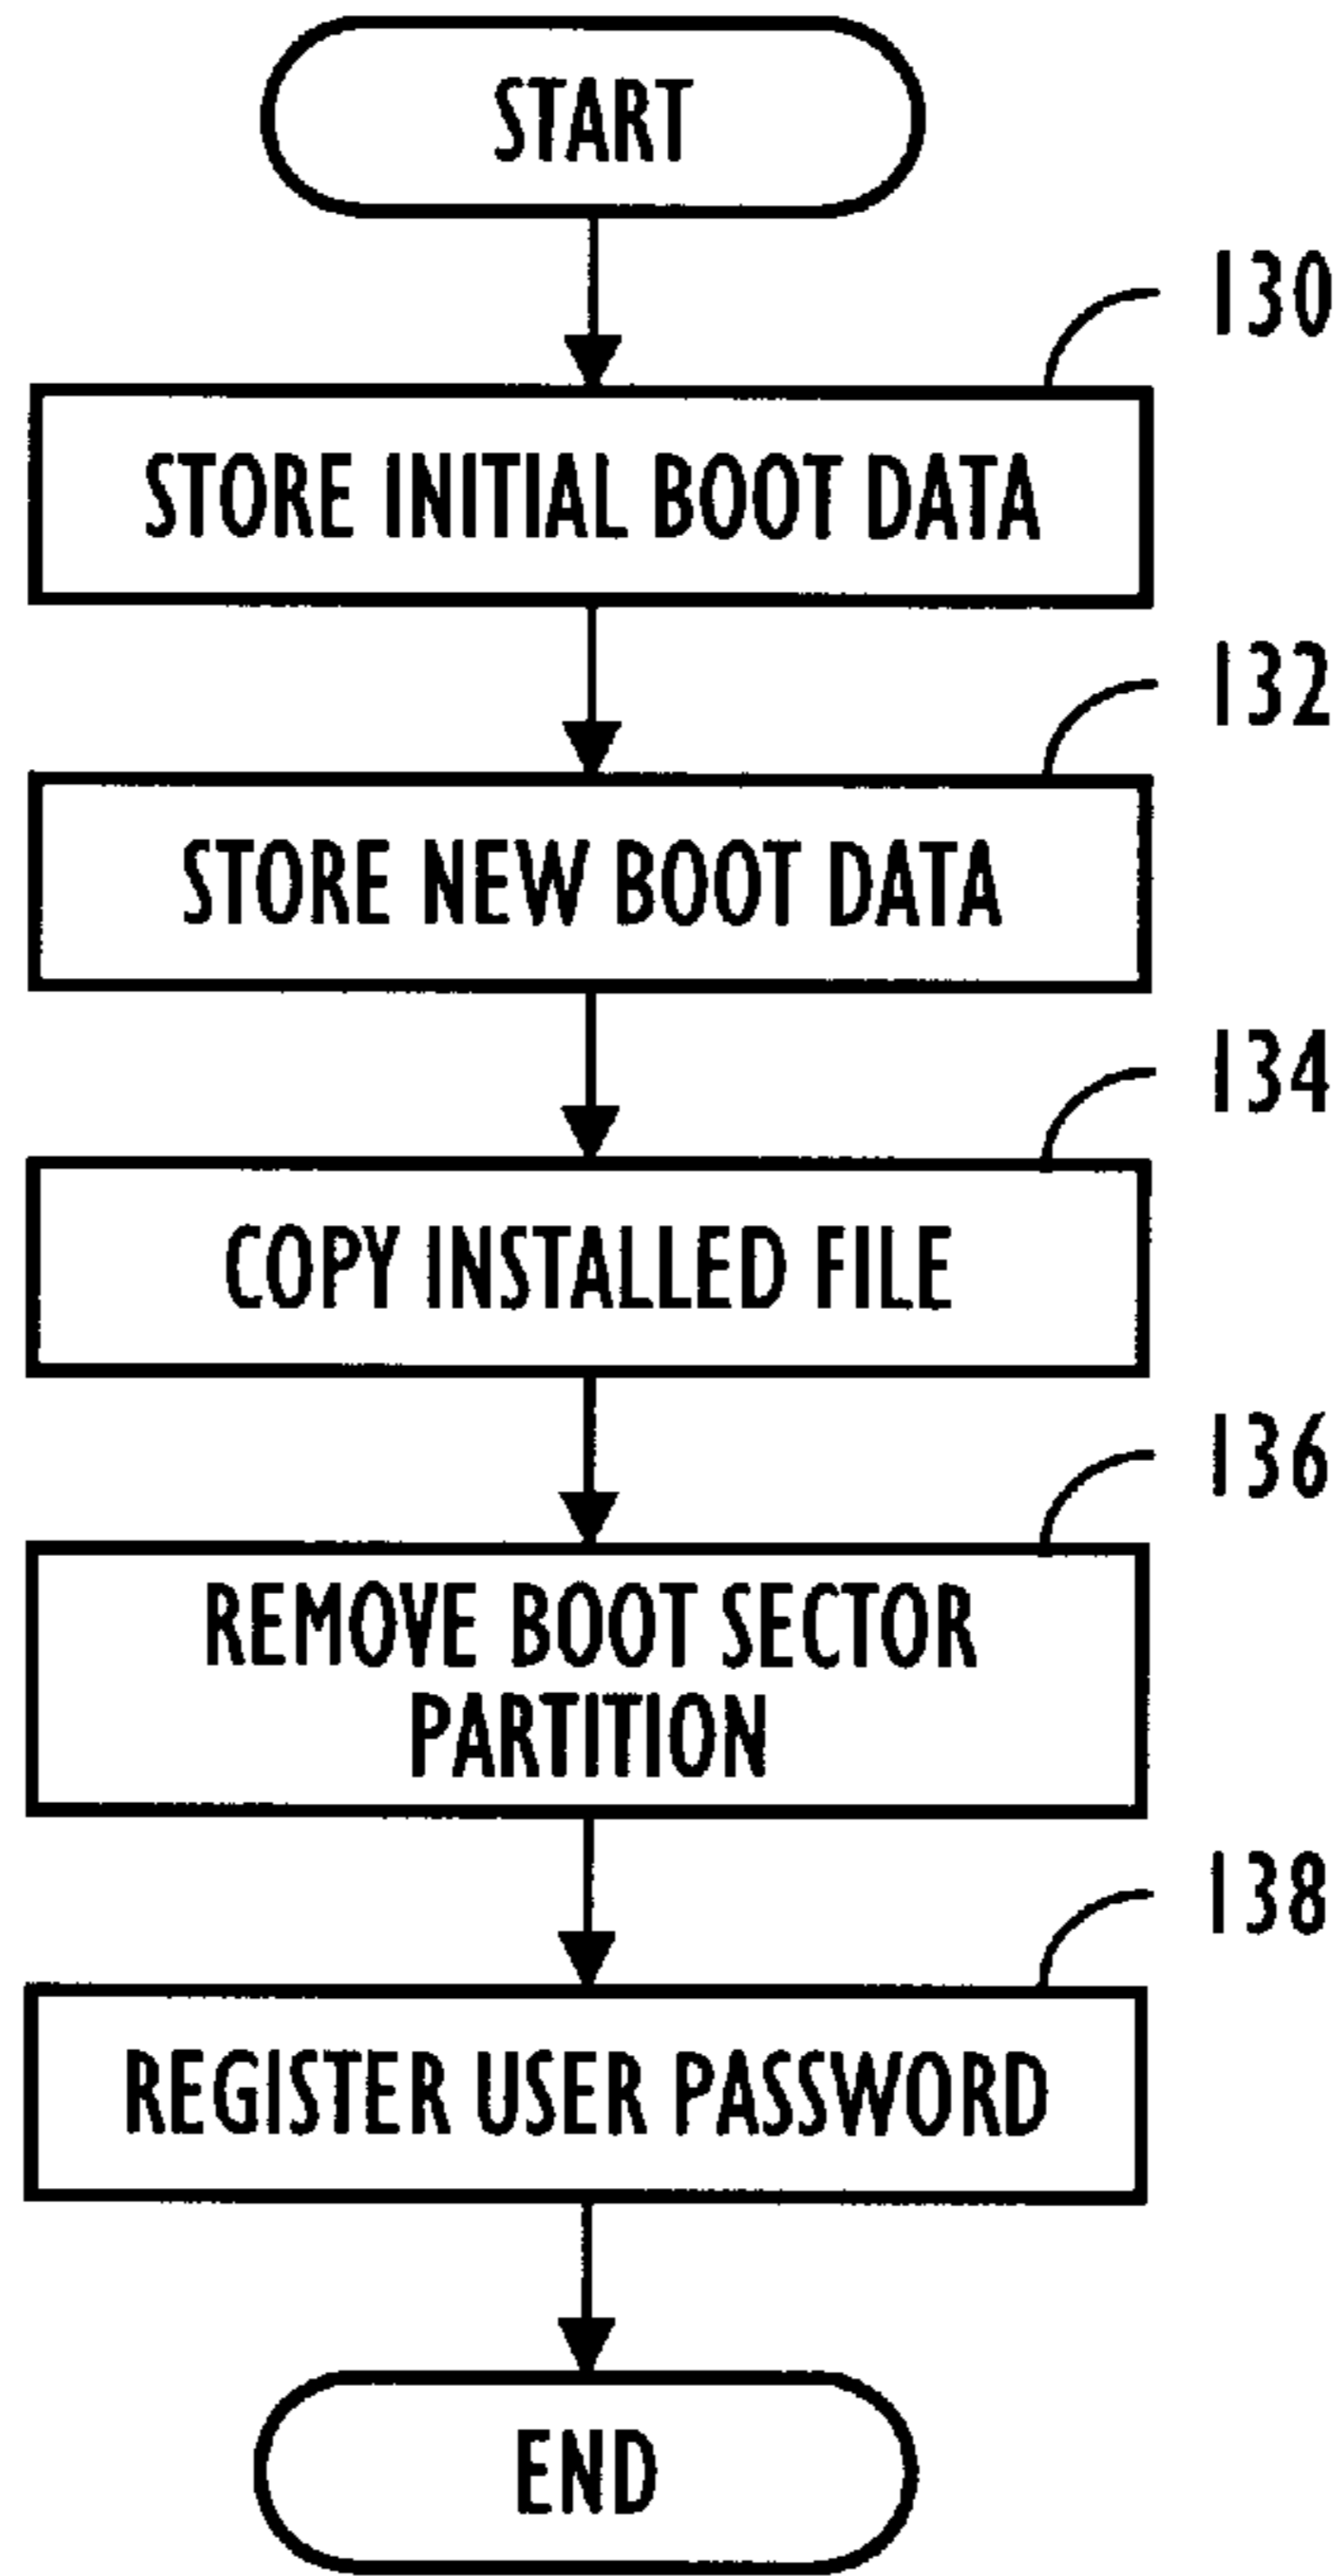 START
130
STORE INITIAL BOOT DATA
132
STORE NEW BOOT DATA
134
COPY INSTALLED FILE
136
REMOVE BOOT SECTOR
PARTITION
138
REGISTER USER PASSWORD
END